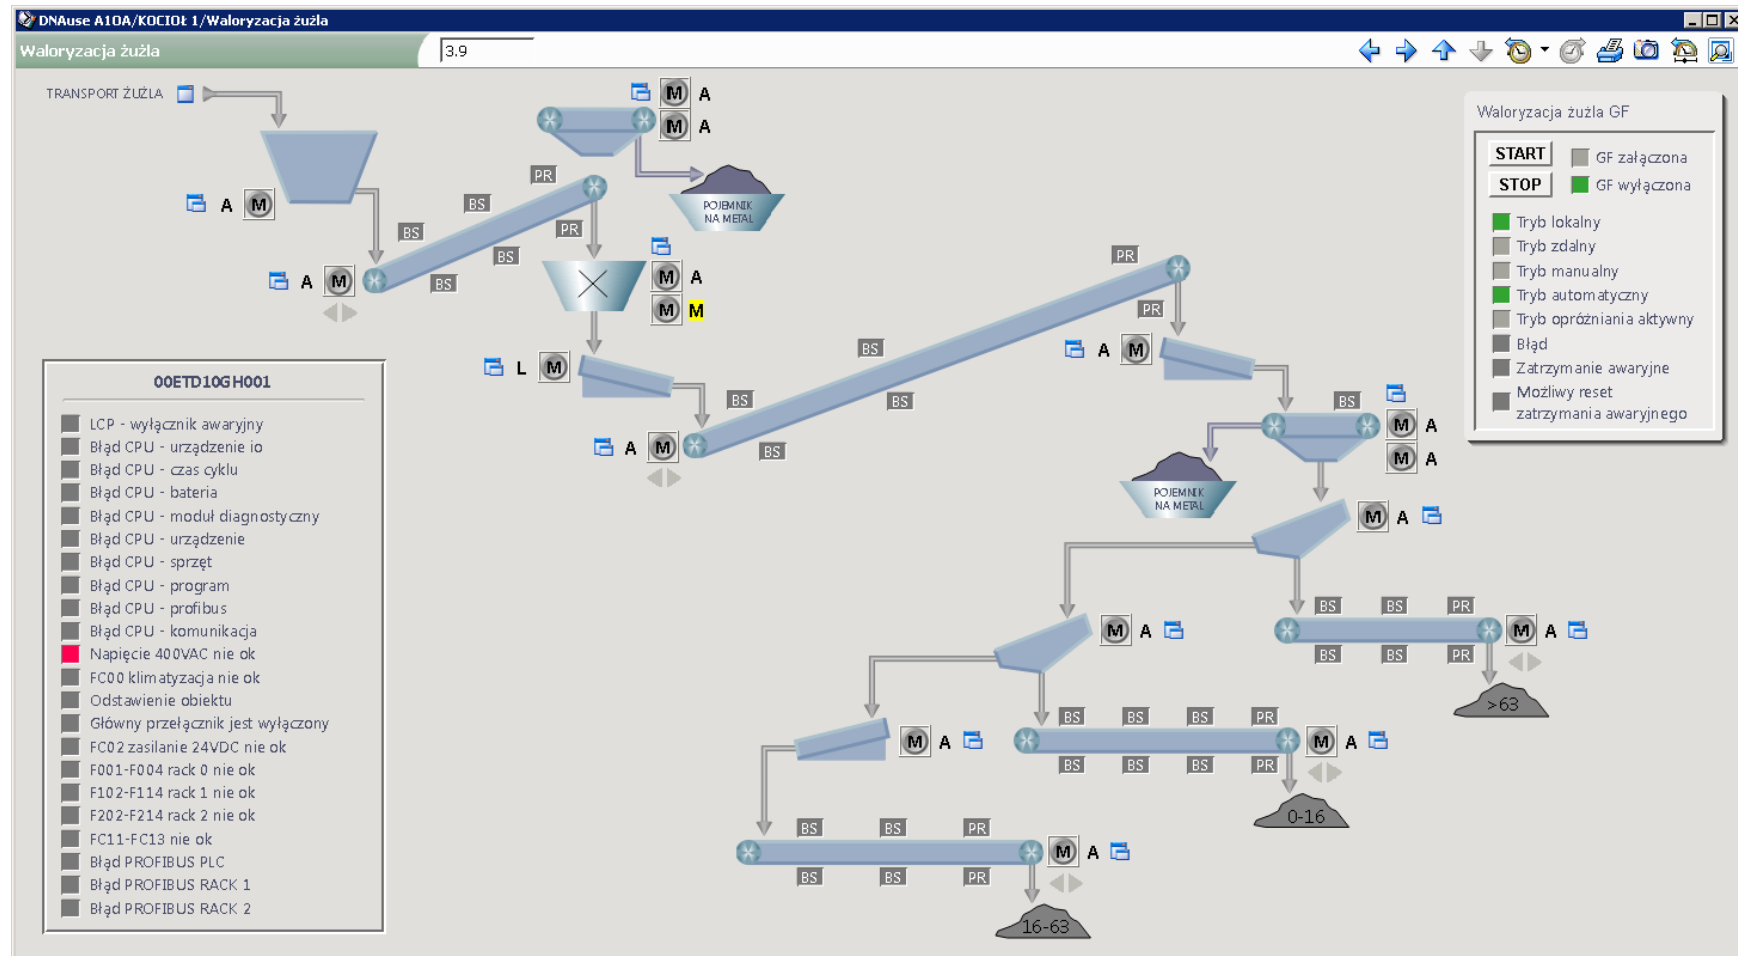 DNAuse A10A/KOCIOŁ 1/Waloryzacja żużla
Waloryzacja żużla
3.9
TRANSPORT ŻUŻLA
M A
M A
PR
POJEMNIK
NA METAL
A M
BS
PR
BS
BS
A M
BS
M A
M M
L M
PR
PR
BS
A M
BS
BS
BS
A M
BS
BS
M A
M A
POJEMNIK
NA METAL
M A
BS BS PR
M A
BS BS PR
>63
M A
BS BS BS PR
M A
BS BS BS PR
0-16
M A
BS BS PR
M A
BS BS PR
16-63
Waloryzacja żużla GF
START
GF załączona
STOP
GF wyłączona
Tryb lokalny
Tryb zdalny
Tryb manualny
Tryb automatyczny
Tryb opróżniania aktywny
Błąd
Zatrzymanie awaryjne
Możliwy reset
zatrzymania awaryjnego
00ETD10GH001
LCP - wyłącznik awaryjny
Błąd CPU - urządzenie io
Błąd CPU - czas cyklu
Błąd CPU - bateria
Błąd CPU - moduł diagnostyczny
Błąd CPU - urządzenie
Błąd CPU - sprzęt
Błąd CPU - program
Błąd CPU - profibus
Błąd CPU - komunikacja
Napięcie 400VAC nie ok
FC00 klimatyzacja nie ok
Odstawienie obiektu
Główny przełącznik jest wyłączony
FC02 zasilanie 24VDC nie ok
F001-F004 rack 0 nie ok
F102-F114 rack 1 nie ok
F202-F214 rack 2 nie ok
FC11-FC13 nie ok
Błąd PROFIBUS PLC
Błąd PROFIBUS RACK 1
Błąd PROFIBUS RACK 2